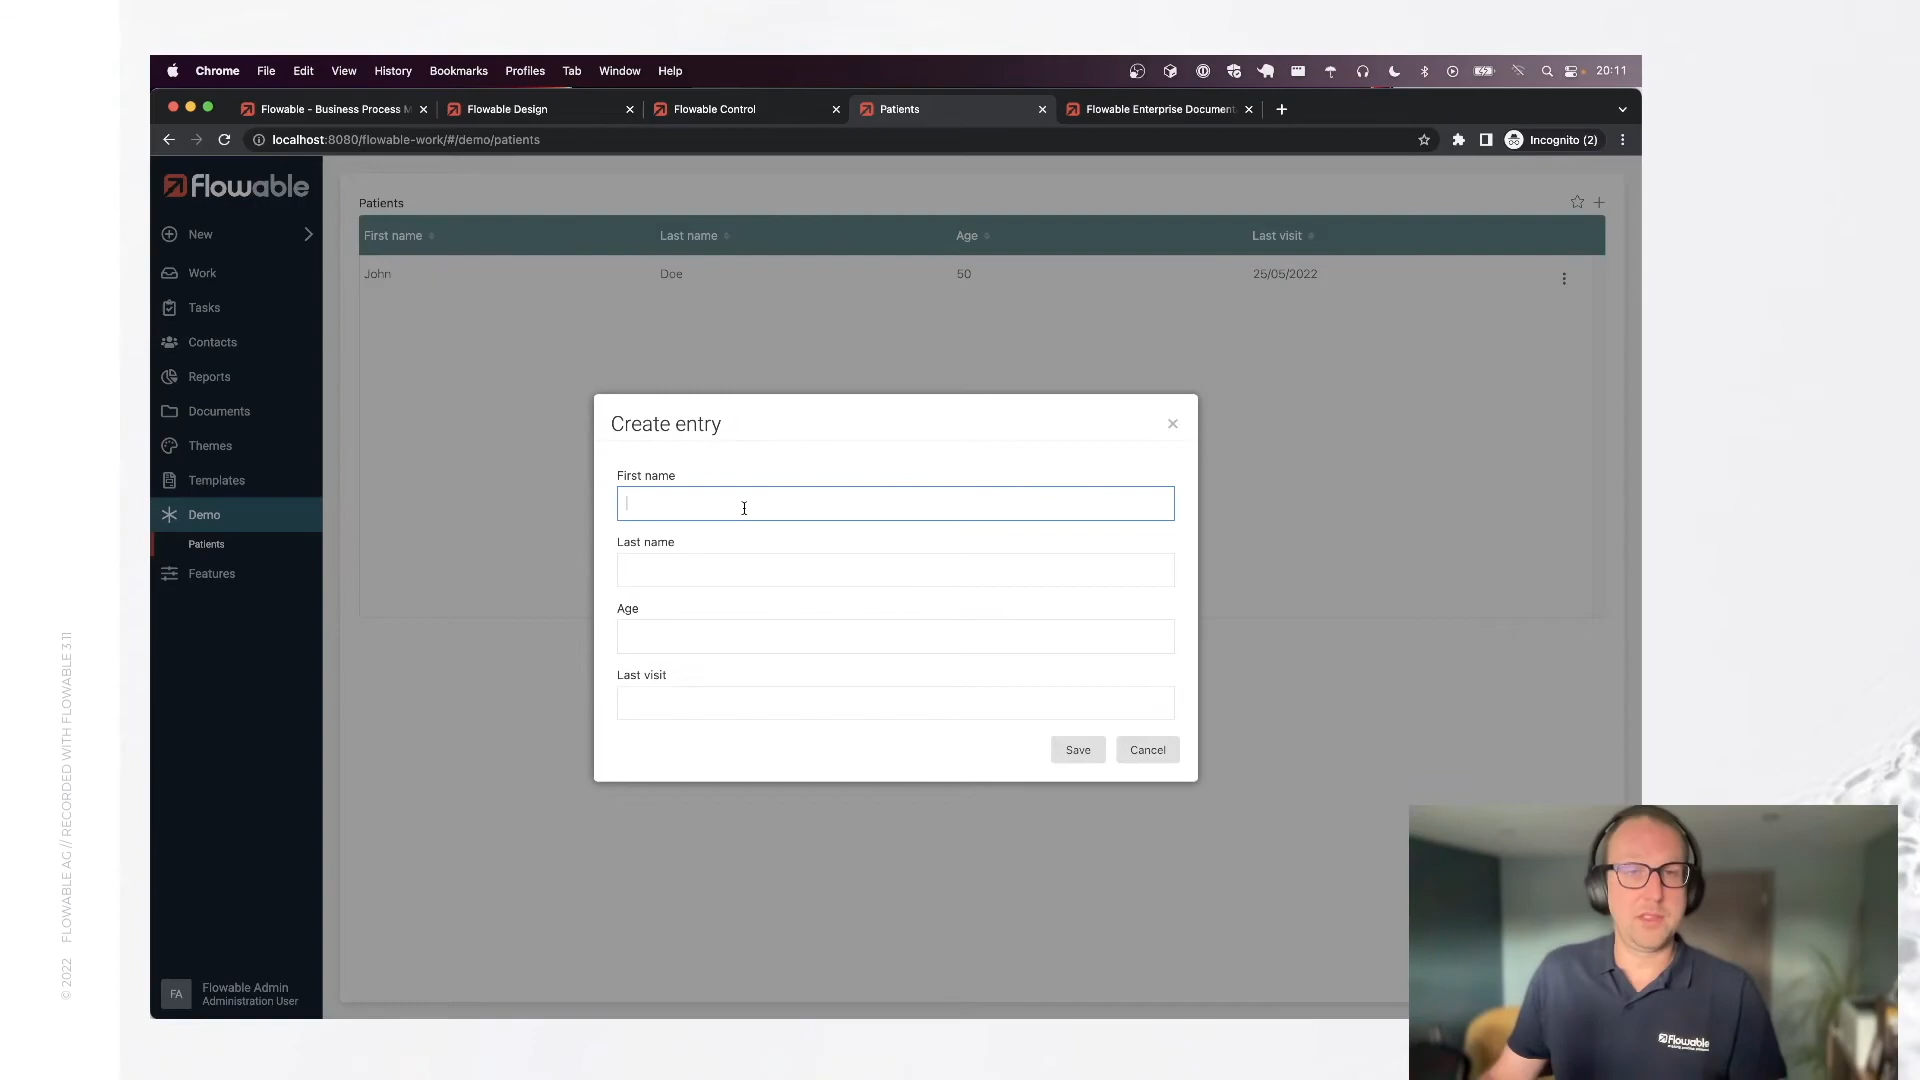 Chrome File Edit View History Bookmarks Profiles Tab Window Help 20:11
Flowable - Business Process M Flowable Design Flowable Control Patients Flowable Enterprise Document
localhost:8080/flowable-work/#/demo/patients Incognito (2)
Flowable
New
Work
Tasks
Contacts
Reports
Documents
Themes
Templates
Demo
Patients
Features
FA Flowable Admin
Administration User
Patients
First name Last name Age Last visit
John Doe 50 25/05/2022
Create entry
First name
Last name
Age
Last visit
Save Cancel
© 2022 FLOWABLE AG // RECORDED WITH FLOWABLE 3.11
Flowable